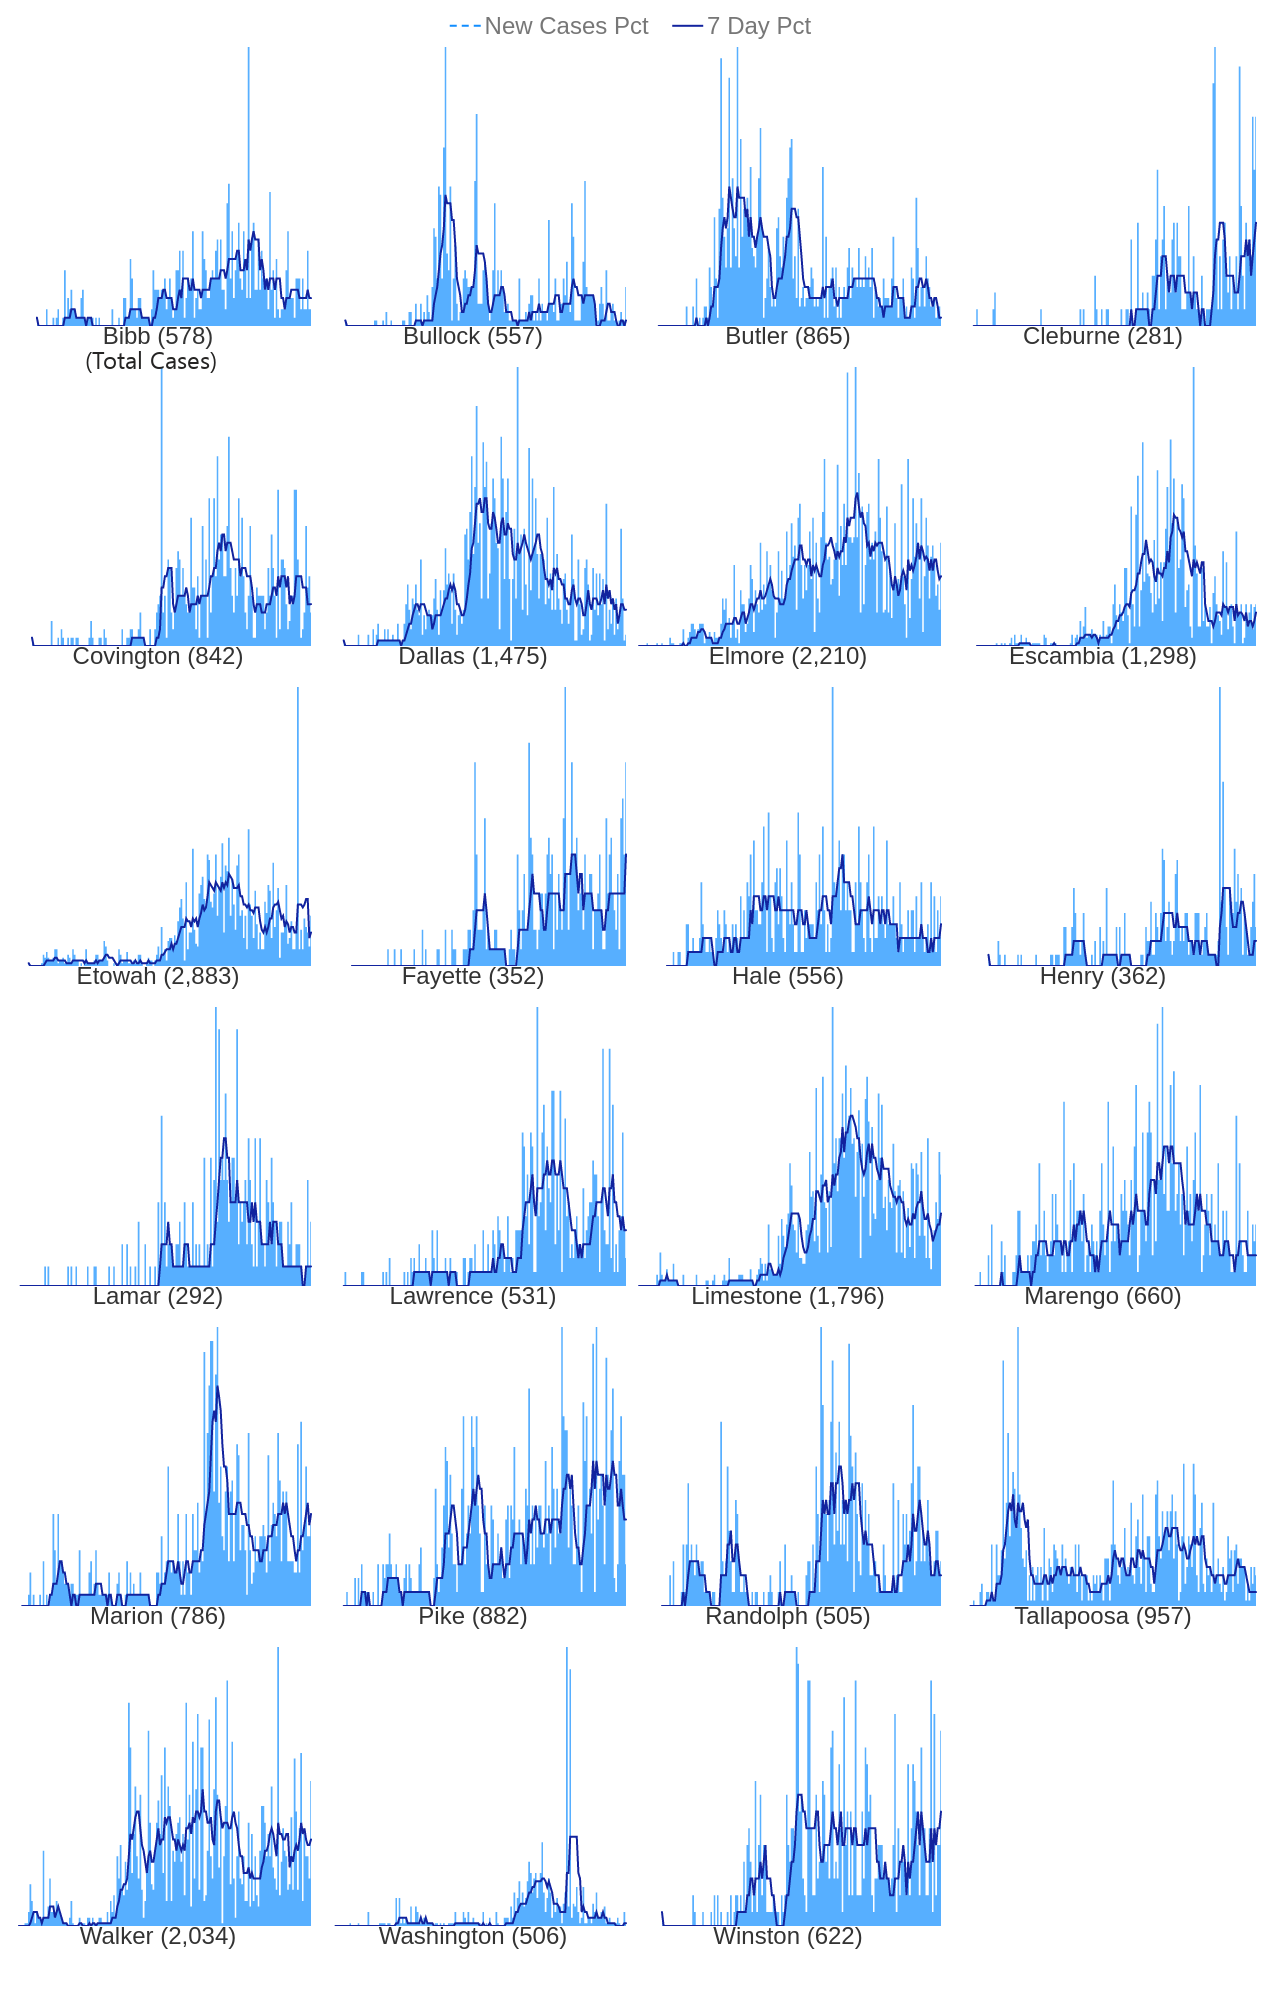 New Cases Pct 7 Day Pct
Bibb (578) Bullock (557) Butler (865) Cleburne (281)
(Total Cases)
Covington (842) Dallas (1,475) Elmore (2,210) Escambia (1,298)
Etowah (2,883) Fayette (352) Hale (556) Henry (362)
Lamar (292) Lawrence (531) Limestone (1,796) Marengo (660)
Marion (786) Pike (882) Randolph (505) Tallapoosa (957)
Walker (2,034) Washington (506) Winston (622)